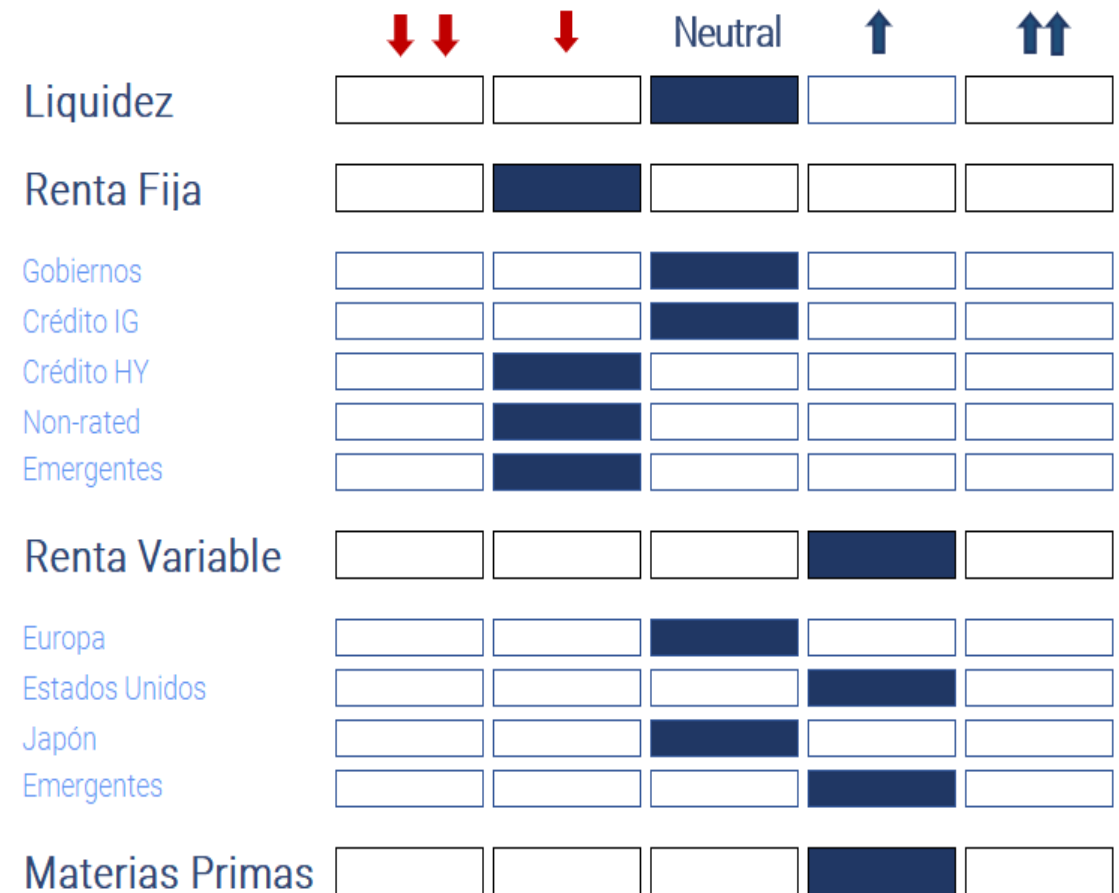 Neutral
Liquidez
Renta Fija
Gobiernos
Crédito IG
Crédito HY
Non-rated
Emergentes
Renta Variable
Europa
Estados Unidos
Japón
Emergentes
Materias Primas